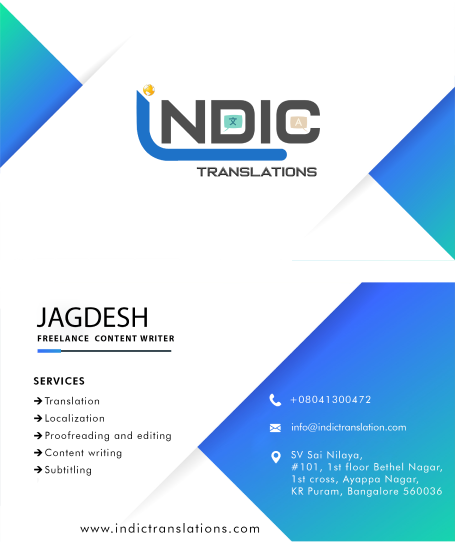 iNDIC
TRANSLATIONS
JAGDESH
FREELANCE CONTENT WRITER
SERVICES
Translation
Localization
Proofreading and editing
Content writing
Subtitling
+08041300472
info@indictranslation.com
SV Sai Nilaya,
#101, 1st floor Bethel Nagar,
1st cross, Ayappa Nagar,
KR Puram, Bangalore 560036
www.indictranslations.com